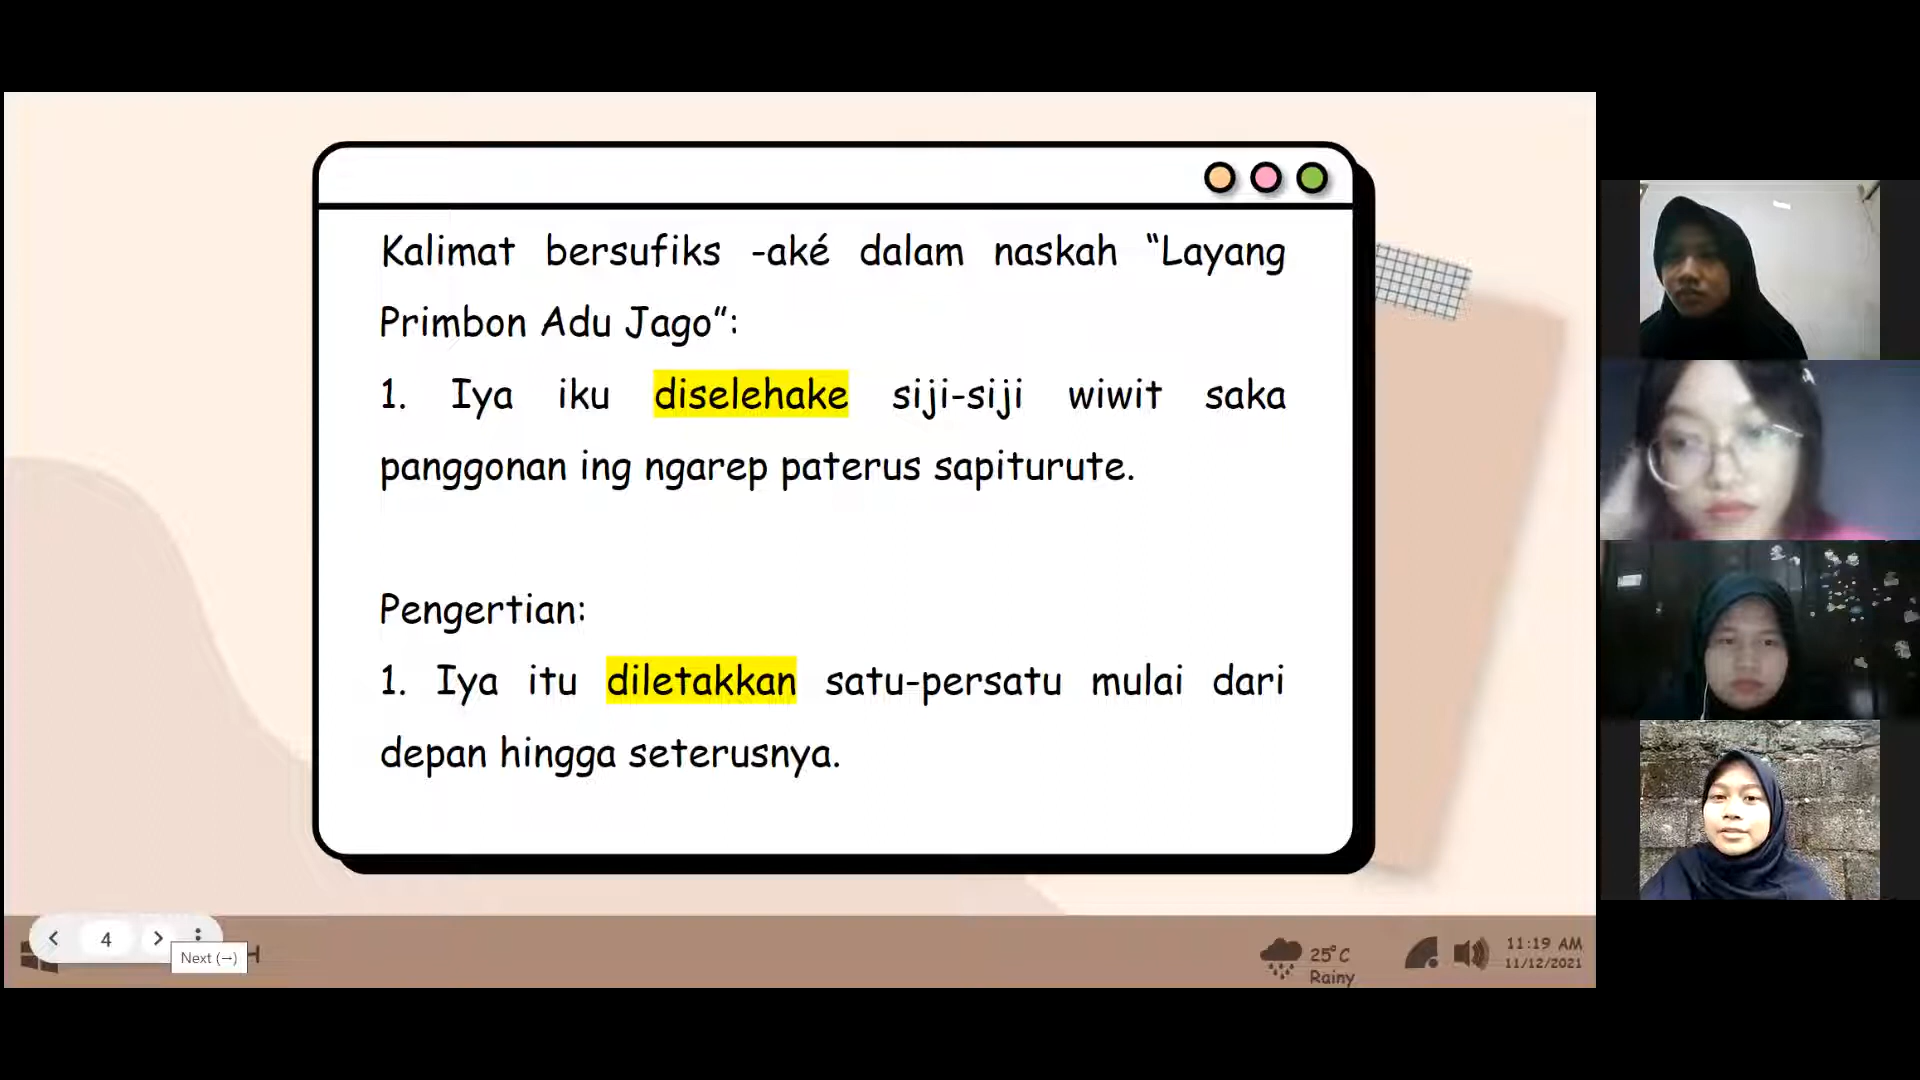 Kalimat bersufiks -aké dalam naskah “Layang
Primbon Adu Jago”:
1. Iya iku diselehake siji-siji wiwit saka
panggonan ing ngarep paterus sapiturute.
Pengertian:
1. Iya itu diletakkan satu-persatu mulai dari
depan hingga seterusnya.
4
Next (→)
25°C
Rainy
11:19 AM
11/12/2021